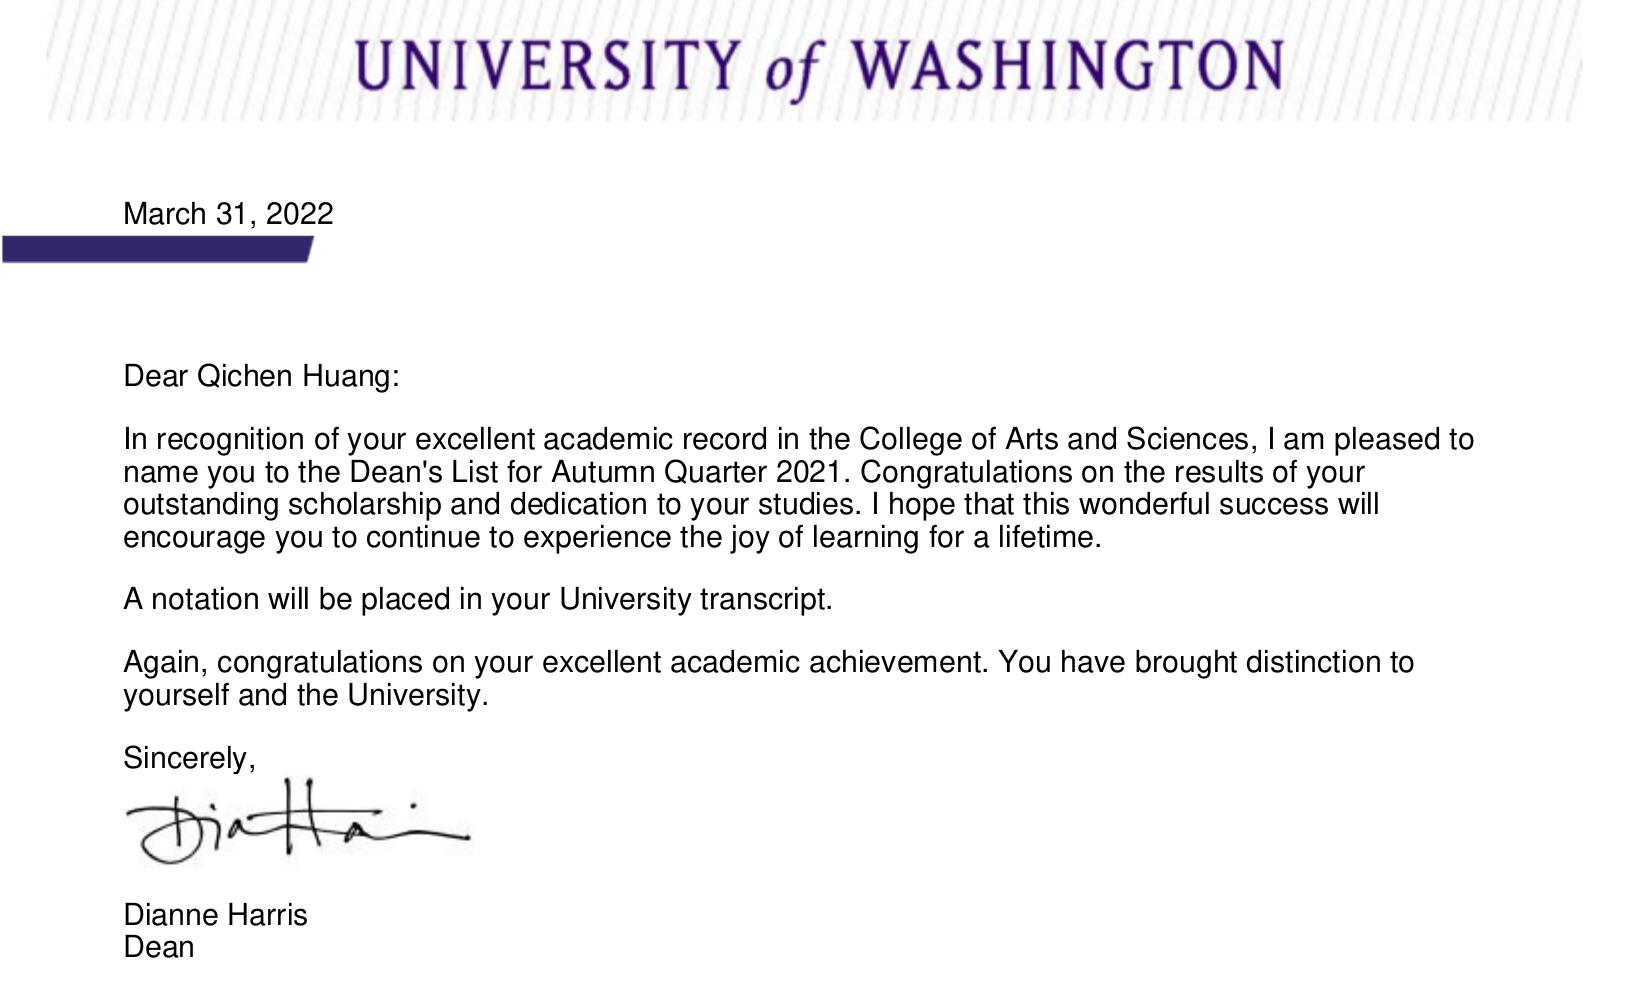 UNIVERSITY of WASHINGTON
March 31, 2022
Dear Qichen Huang:
In recognition of your excellent academic record in the College of Arts and Sciences, I am pleased to
name you to the Dean's List for Autumn Quarter 2021. Congratulations on the results of your
outstanding scholarship and dedication to your studies. I hope that this wonderful success will
encourage you to continue to experience the joy of learning for a lifetime.
A notation will be placed in your University transcript.
Again, congratulations on your excellent academic achievement. You have brought distinction to
yourself and the University.
Sincerely,
Dianne Harris
Dean